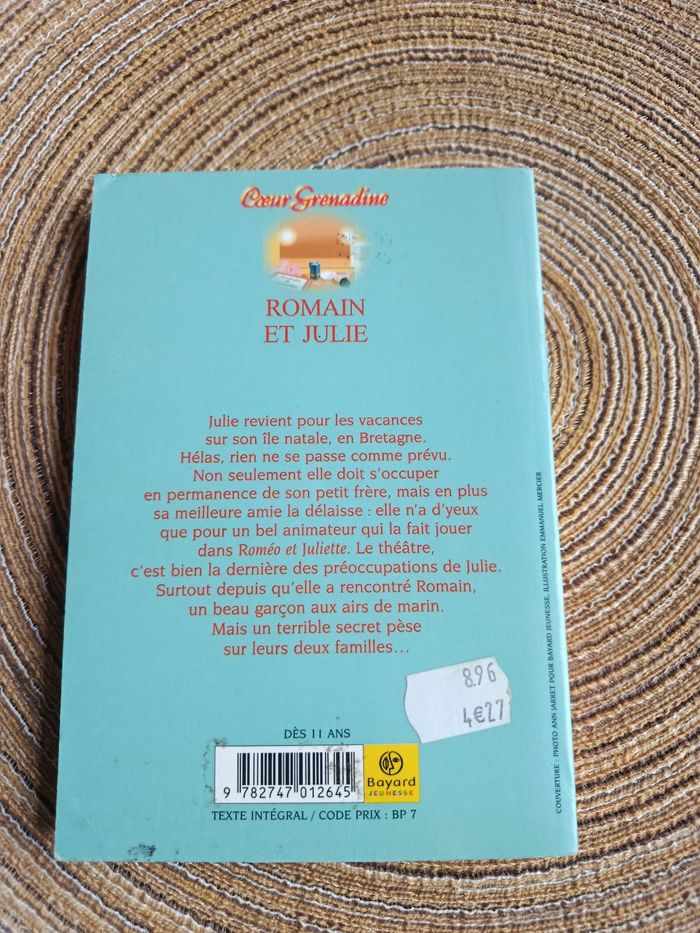 Cœur Grenadine
ROMAIN
ET JULIE
Julie revient pour les vacances
sur son île natale, en Bretagne.
Hélas, rien ne se passe comme prévu.
Non seulement elle doit s'occuper
en permanence de son petit frère, mais en plus
sa meilleure amie la délaisse : elle n'a d'yeux
que pour un bel animateur qui la fait jouer
dans Roméo et Juliette. Le théâtre,
c'est bien la dernière des préoccupations de Julie.
Surtout depuis qu'elle a rencontré Romain,
un beau garçon aux airs de marin.
Mais un terrible secret pèse
sur leurs deux familles...
8.96
4€27
DÈS 11 ANS
9 782747 012645
Bayard
JEUNESSE
TEXTE INTÉGRAL / CODE PRIX : BP 7
COUVERTURE : PHOTO ANN JARRET POUR BAYARD JEUNESSE. ILLUSTRATION EMMANUEL MERCIER